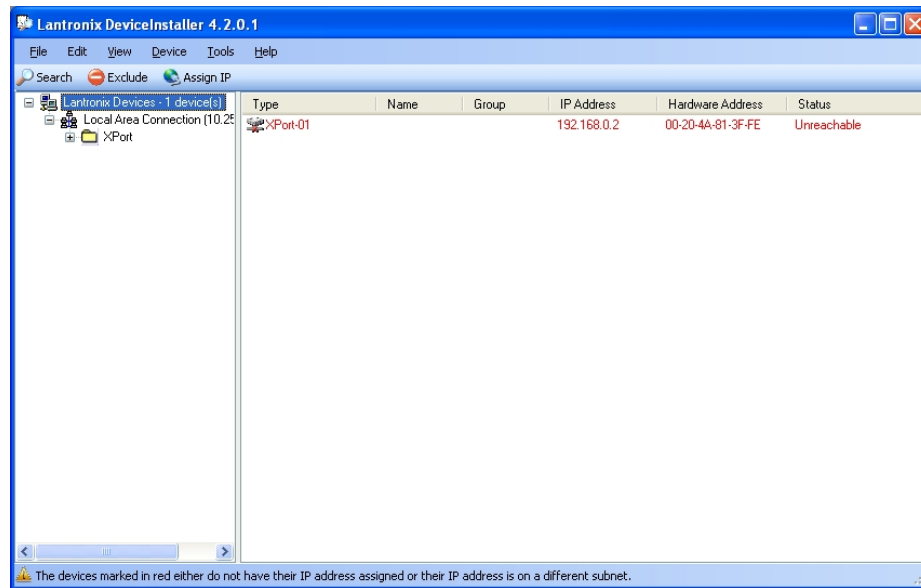 Lantronix DeviceInstaller 4.2.0.1
File Edit View Device Tools Help
Search Exclude Assign IP
Lantronix Devices - 1 device(s)
Local Area Connection (10.25
XPort
Type Name Group IP Address Hardware Address Status
XPort-01 192.168.0.2 00-20-4A-81-3F-FE Unreachable
The devices marked in red either do not have their IP address assigned or their IP address is on a different subnet.